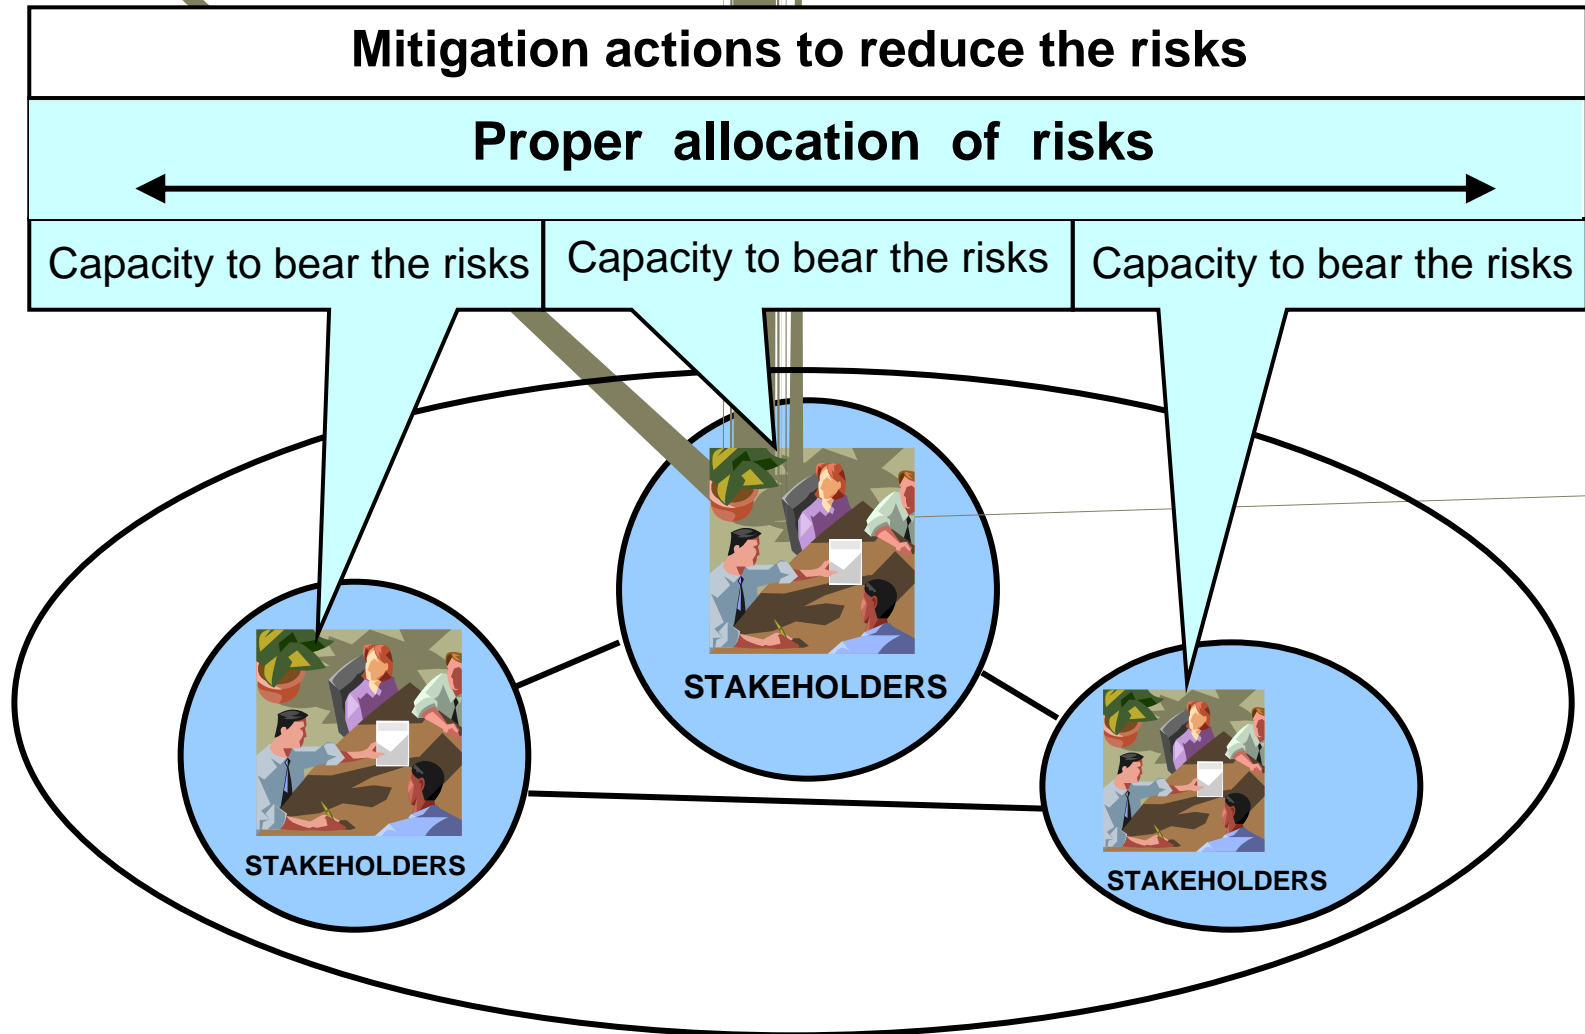 Mitigation actions to reduce the risks
Proper allocation of risks
Capacity to bear the risks
Capacity to bear the risks
Capacity to bear the risks
STAKEHOLDERS
STAKEHOLDERS
STAKEHOLDERS